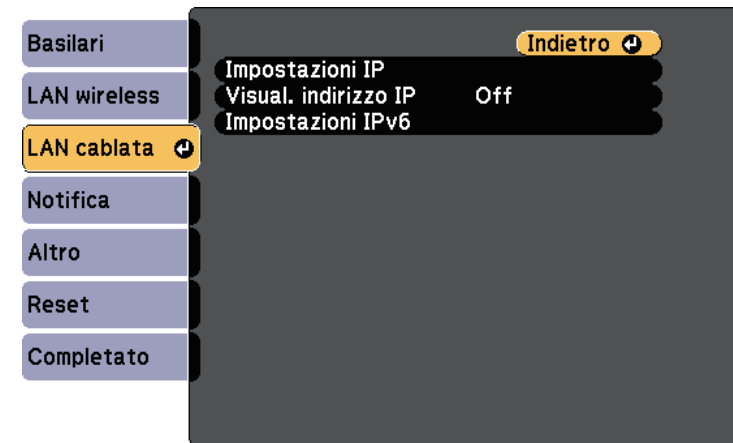 Basilari
LAN wireless
LAN cablata
Notifica
Altro
Reset
Completato
Indietro
Impostazioni IP
Visual. indirizzo IP Off
Impostazioni IPv6